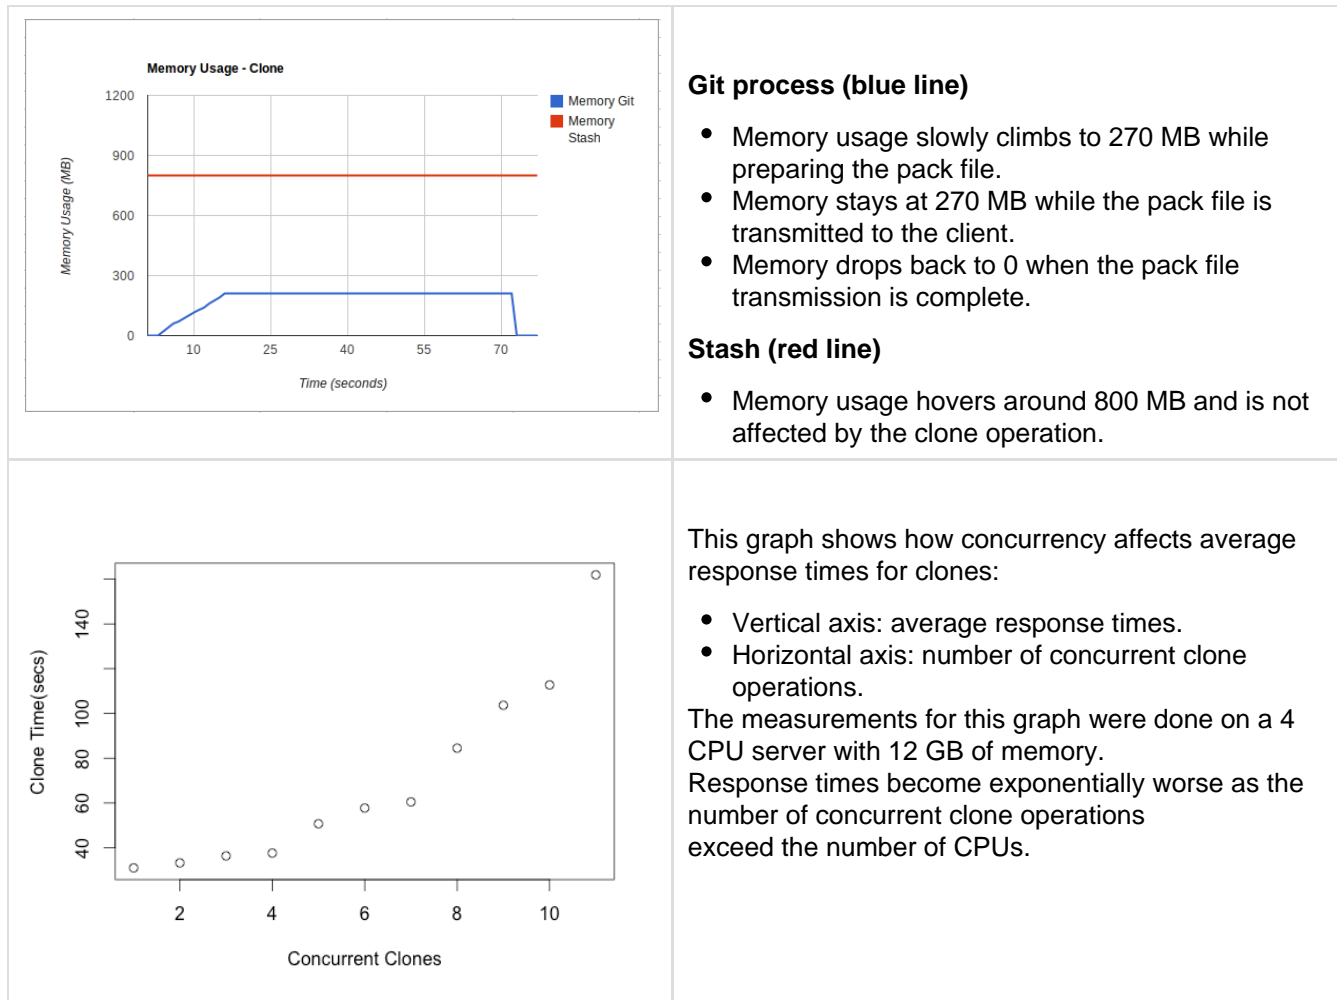 Memory Usage - Clone
1200
900
600
300
0
Memory Usage (MB)
10 25 40 55 70
Time (seconds)
Memory Git
Memory
Stash
Git process (blue line)
• Memory usage slowly climbs to 270 MB while
preparing the pack file.
• Memory stays at 270 MB while the pack file is
transmitted to the client.
• Memory drops back to 0 when the pack file
transmission is complete.
Stash (red line)
• Memory usage hovers around 800 MB and is not
affected by the clone operation.
Clone Time(secs)
140
100
80
60
40
2 4 6 8 10
Concurrent Clones
This graph shows how concurrency affects average
response times for clones:
• Vertical axis: average response times.
• Horizontal axis: number of concurrent clone
operations.
The measurements for this graph were done on a 4
CPU server with 12 GB of memory.
Response times become exponentially worse as the
number of concurrent clone operations
exceed the number of CPUs.